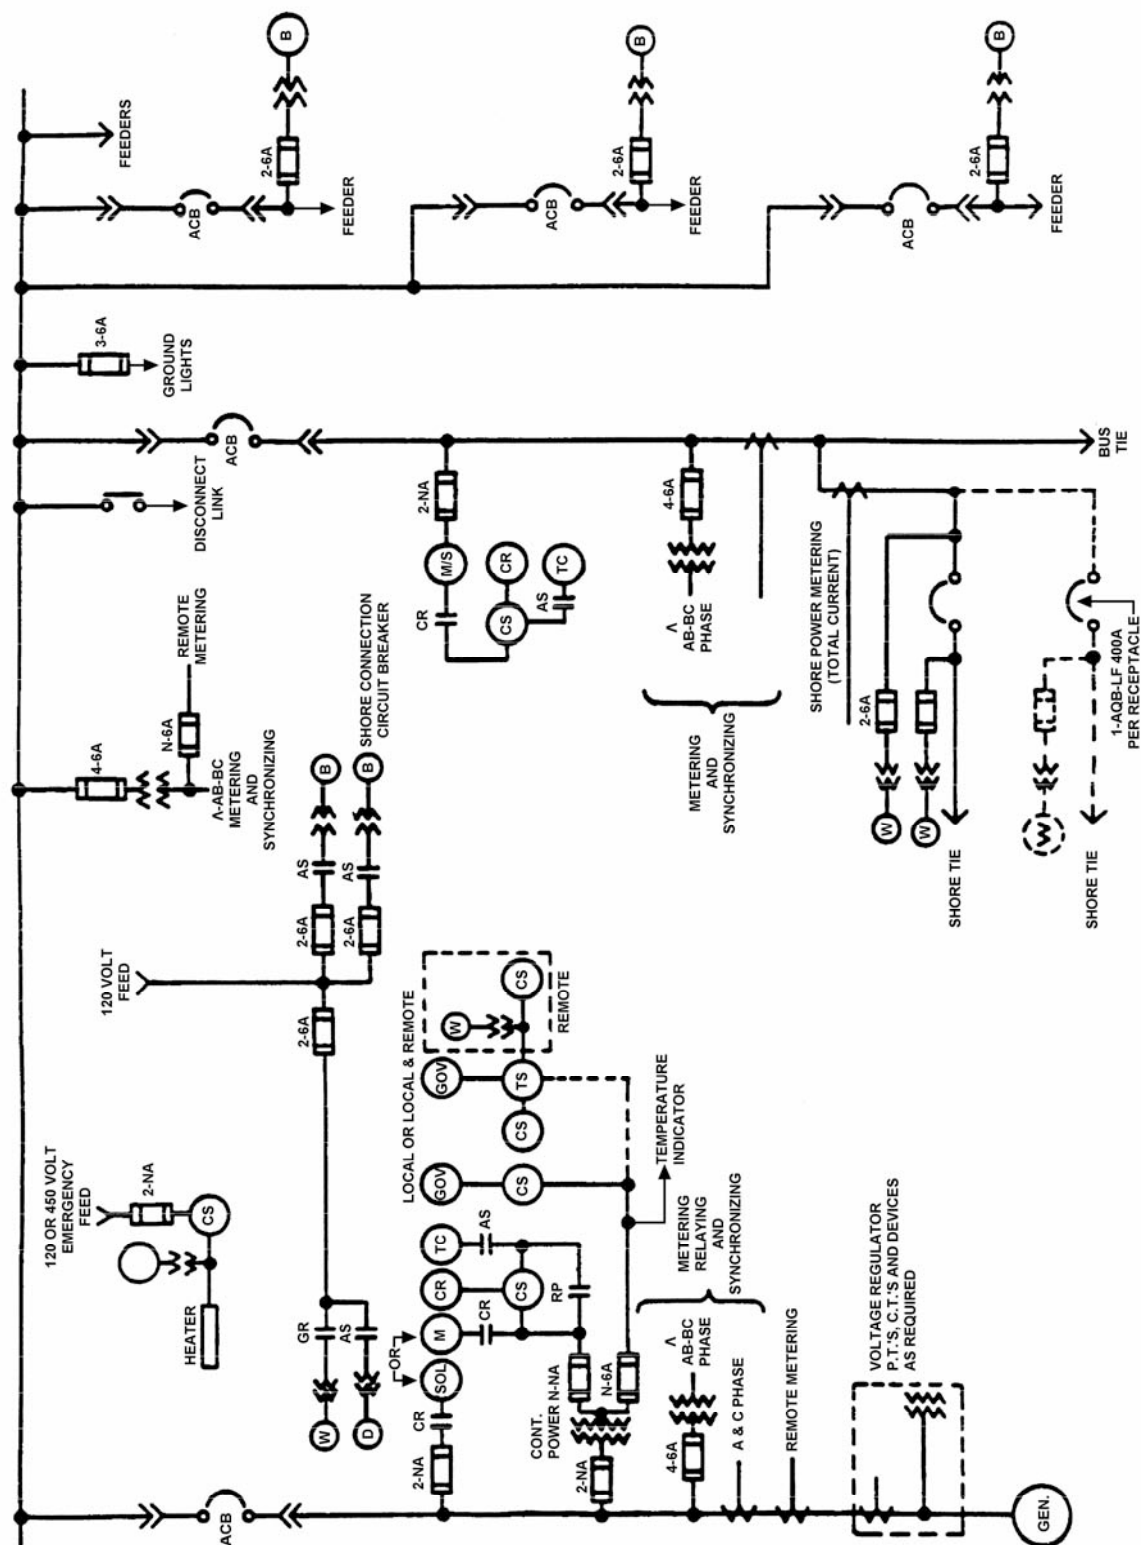 B
2-6A
FEEDERS
ACB
FEEDER
B
2-6A
ACB
FEEDER
B
2-6A
ACB
FEEDER
3-6A
GROUND
LIGHTS
ACB
DISCONNECT
LINK
2-NA
M/S
CR
CR
CS
AS
TC
4-6A
Λ
AB-BC
PHASE
METERING
AND
SYNCHRONIZING
BUS
TIE
SHORE POWER METERING
(TOTAL CURRENT)
2-6A
W
W
SHORE TIE
W
SHORE TIE
1-AQB-LF 400A
PER RECEPTACLE
REMOTE
METERING
N-6A
4-6A
Λ-AB-BC
METERING
AND
SYNCHRONIZING
SHORE CONNECTION
CIRCUIT BREAKER
B
B
AS
AS
2-6A
2-6A
120 VOLT
FEED
2-6A
LOCAL OR LOCAL & REMOTE
CS
W
REMOTE
GOV
TS
CS
GOV
CS
TEMPERATURE
INDICATOR
120 OR 450 VOLT
EMERGENCY
FEED
2-NA
CS
HEATER
GR
AS
W
D
TC
AS
CR
CS
RP
M
CR
OR
SOL
CR
2-NA
CONT.
POWER N-NA
N-6A
2-NA
METERING
RELAYING
AND
SYNCHRONIZING
Λ
AB-BC
PHASE
4-6A
A & C PHASE
REMOTE METERING
VOLTAGE REGULATOR
P.T.'S, C.T.'S AND DEVICES
AS REQUIRED
ACB
GEN.